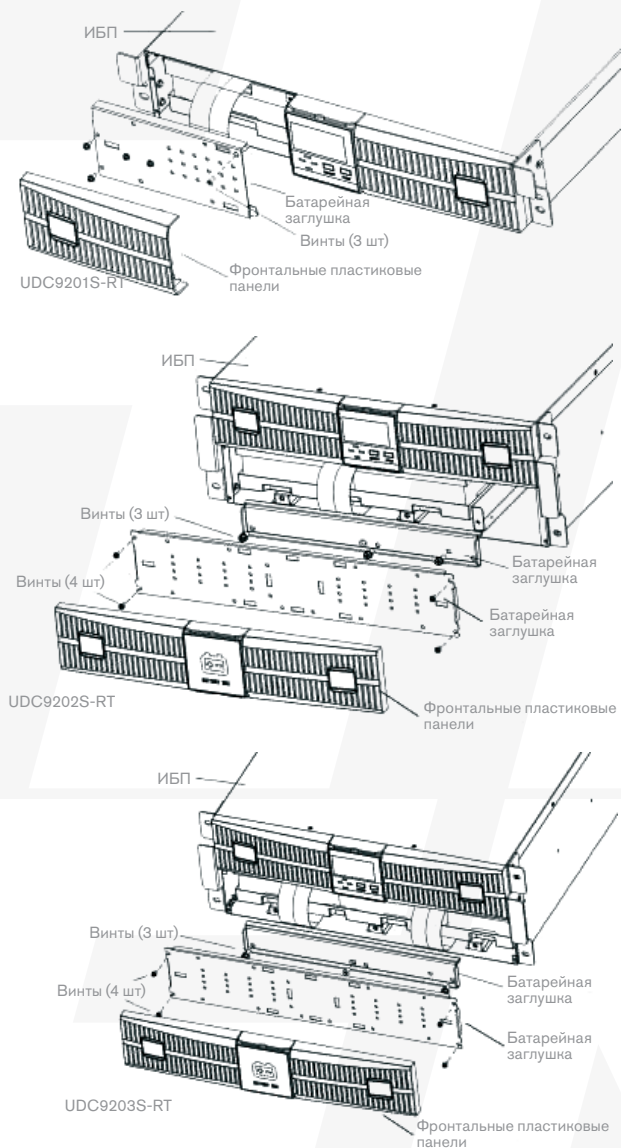 ИБП
Батарейная
заглушка
Винты (3 шт)
Фронтальные пластиковые
панели
UDC9201S-RT
ИБП
Винты (3 шт)
Батарейная
заглушка
Винты (4 шт)
Батарейная
заглушка
UDC9202S-RT
Фронтальные пластиковые
панели
ИБП
Винты (3 шт)
Батарейная
заглушка
Винты (4 шт)
Батарейная
заглушка
UDC9203S-RT
Фронтальные пластиковые
панели